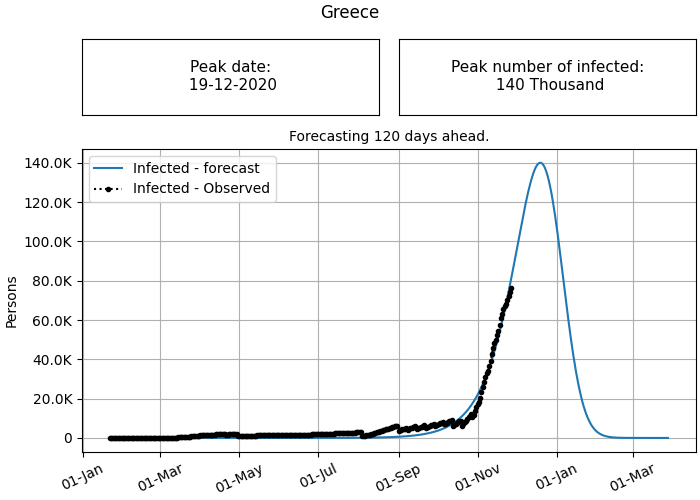 Greece
Peak date:
19-12-2020
Peak number of infected:
140 Thousand
Forecasting 120 days ahead.
Infected - forecast
Infected - Observed
140.0K
120.0K
100.0K
80.0K
60.0K
40.0K
20.0K
0
Persons
01-Jan
01-Mar
01-May
01-Jul
01-Sep
01-Nov
01-Jan
01-Mar